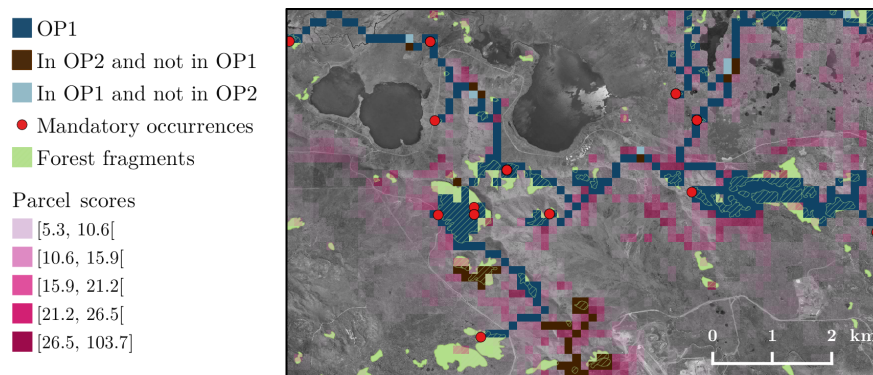 OP1
In OP2 and not in OP1
In OP1 and not in OP2
Mandatory occurrences
Forest fragments
Parcel scores
[5.3, 10.6[
[10.6, 15.9[
[15.9, 21.2[
[21.2, 26.5[
[26.5, 103.7]
0 1 2 km